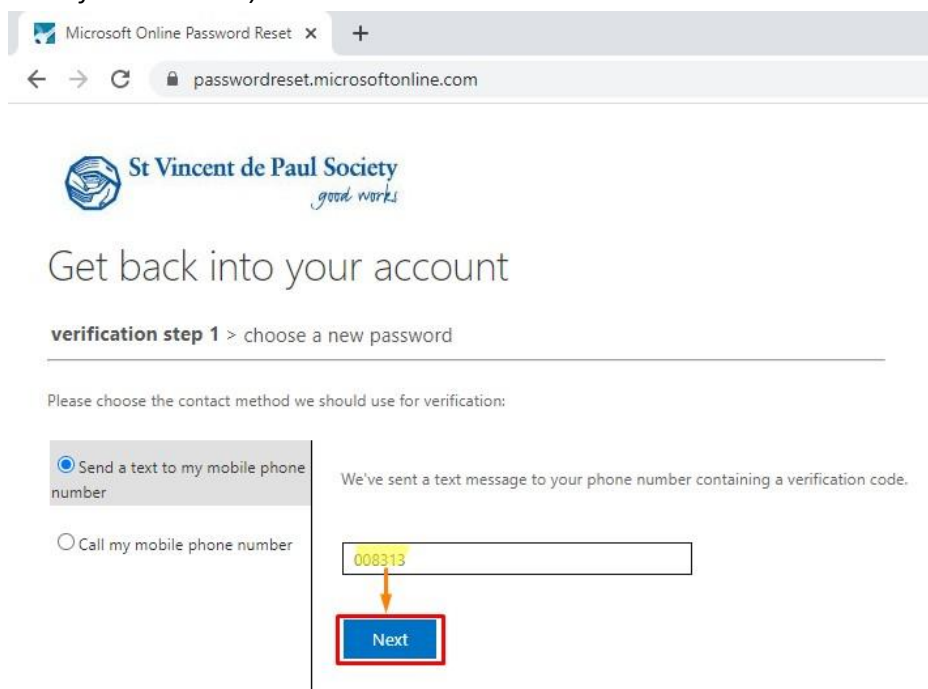 Microsoft Online Password Reset
passwordreset.microsoftonline.com
St Vincent de Paul Society
good works
Get back into your account
verification step 1 > choose a new password
Please choose the contact method we should use for verification:
Send a text to my mobile phone
number
We've sent a text message to your phone number containing a verification code.
Call my mobile phone number
008313
Next